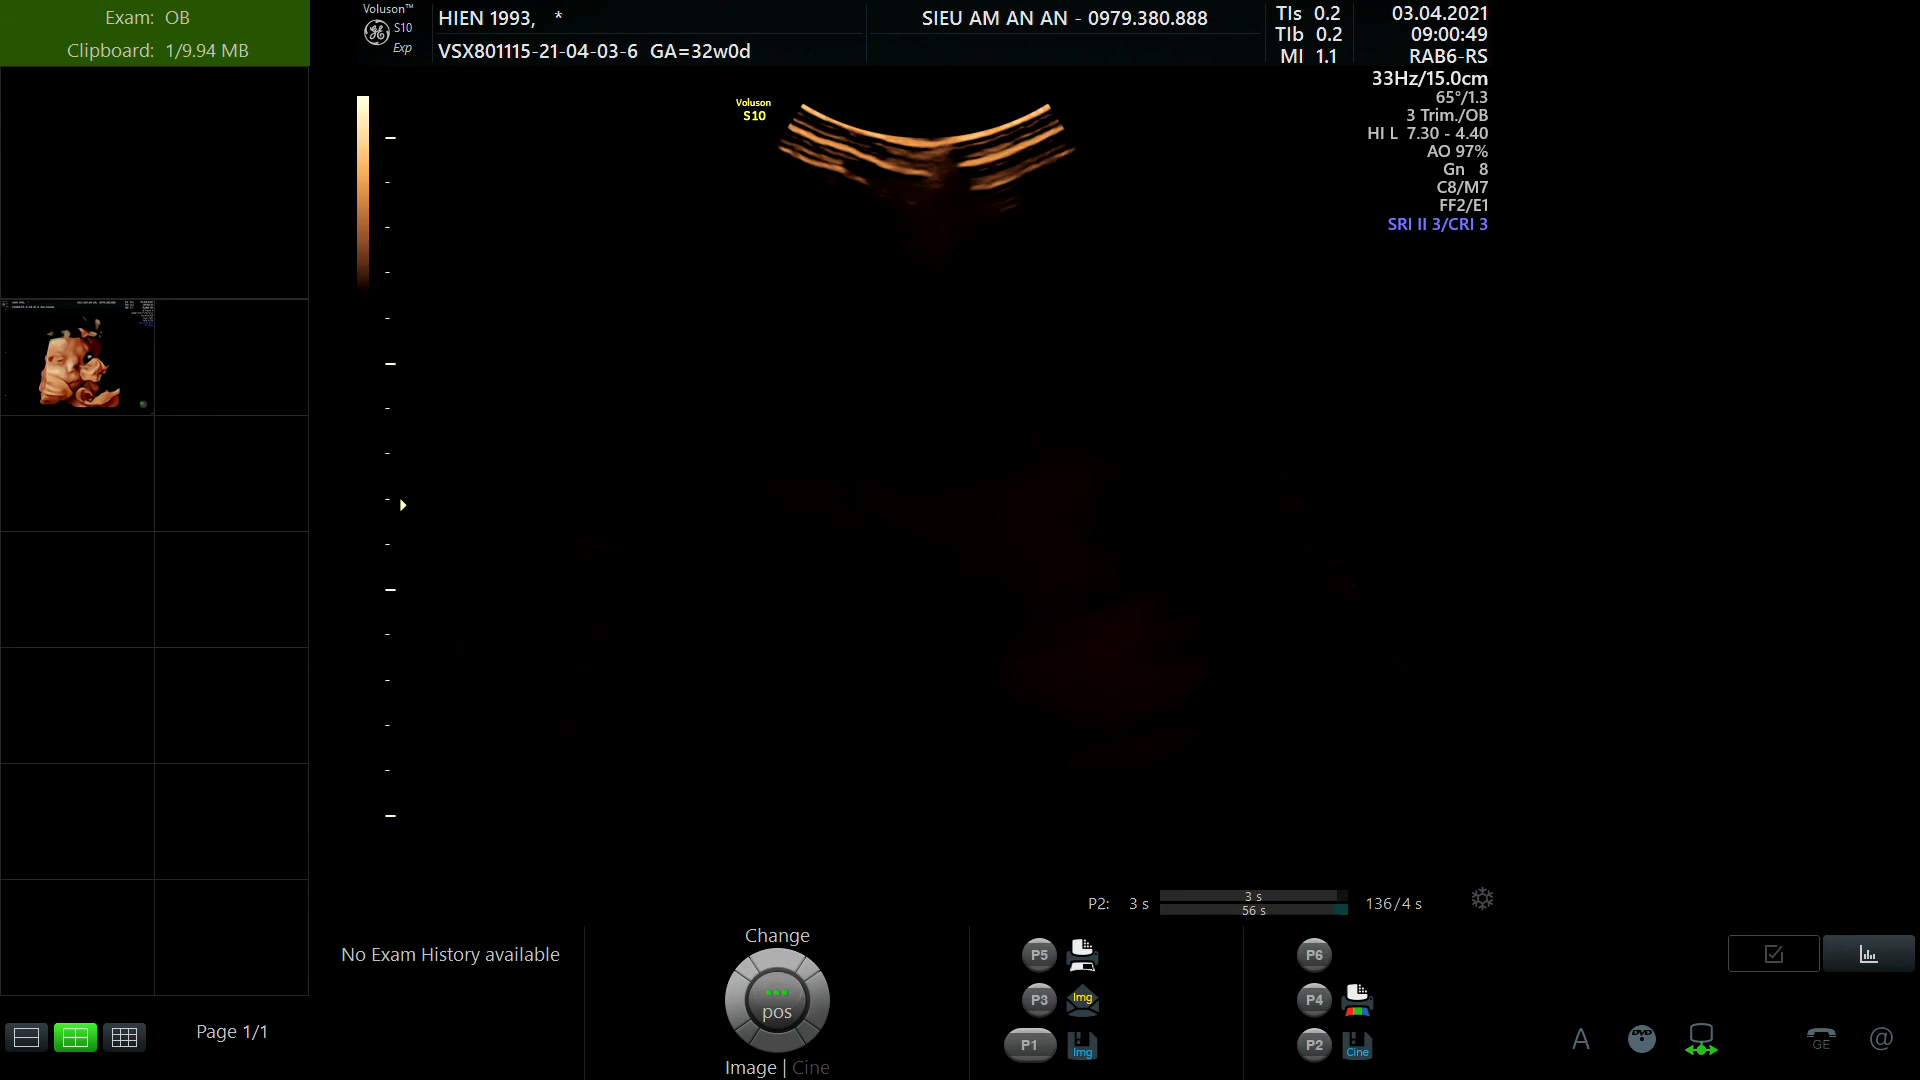 Exam: OB
Clipboard: 1/9.94 MB
Voluson™
S10
Exp
HIEN 1993, *
VSX801115-21-04-03-6 GA=32w0d
SIEU AM AN AN - 0979.380.888
TIs 0.2
TIb 0.2
MI 1.1
03.04.2021
09:00:49
RAB6-RS
33Hz/15.0cm
65°/1.3
3 Trim./OB
HI L 7.30 - 4.40
AO 97%
Gn 8
C8/M7
FF2/E1
SRI II 3/CRI 3
Voluson
S10
P2: 3 s
3 s
56 s
136/4 s
No Exam History available
Change
pos
Image | Cine
P5
P3 Img
P1 Img
P6
P4
P2 Cine
Page 1/1
A
DVD
GE
@